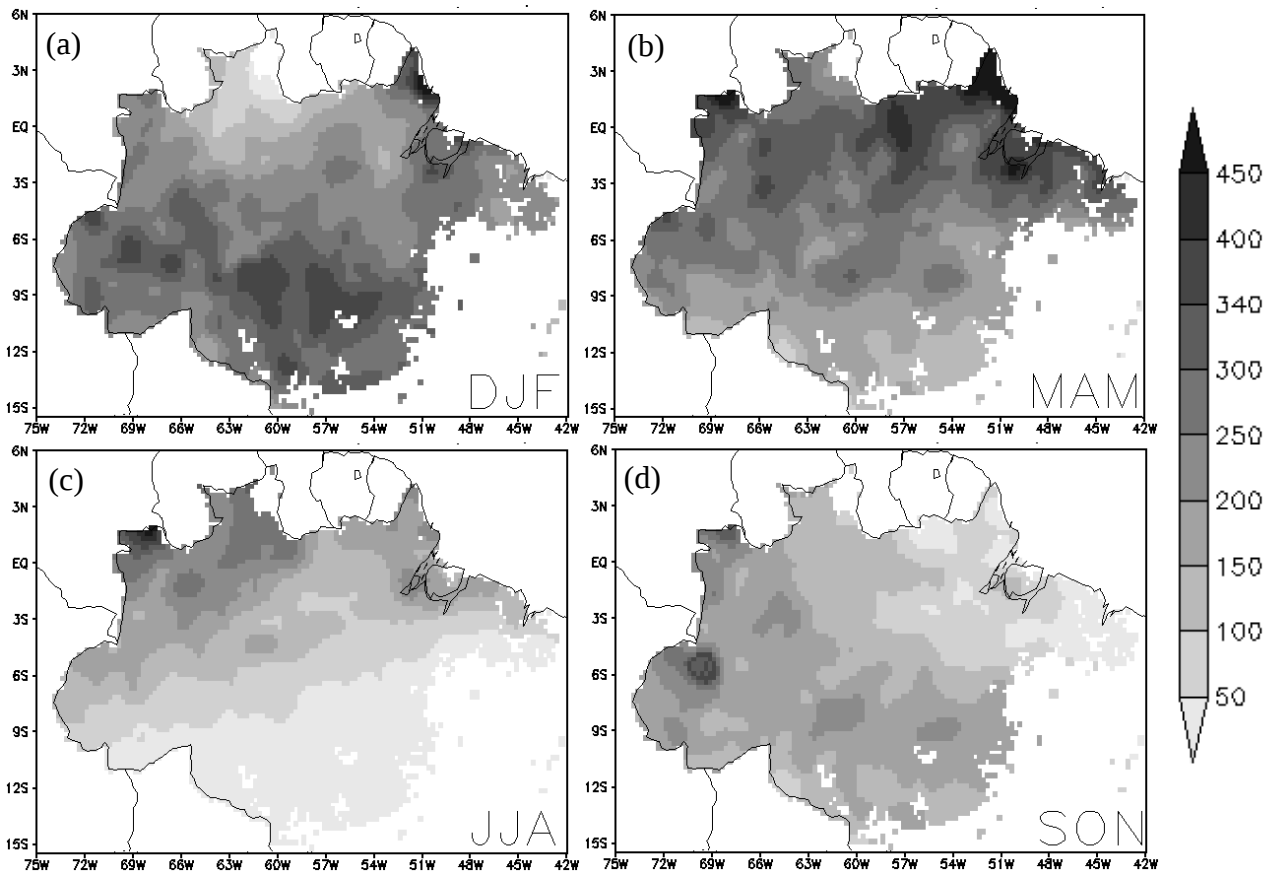 (a)
6N
3N
EQ
3S
6S
9S
12S
15S
DJF
75W 72W 69W 66W 63W 60W 57W 54W 51W 48W 45W 42W
(b)
6N
3N
EQ
3S
6S
9S
12S
15S
MAM
75W 72W 69W 66W 63W 60W 57W 54W 51W 48W 45W 42W
(c)
6N
3N
EQ
3S
6S
9S
12S
15S
JJA
75W 72W 69W 66W 63W 60W 57W 54W 51W 48W 45W 42W
(d)
6N
3N
EQ
3S
6S
9S
12S
15S
SON
75W 72W 69W 66W 63W 60W 57W 54W 51W 48W 45W 42W
450
400
340
300
250
200
150
100
50